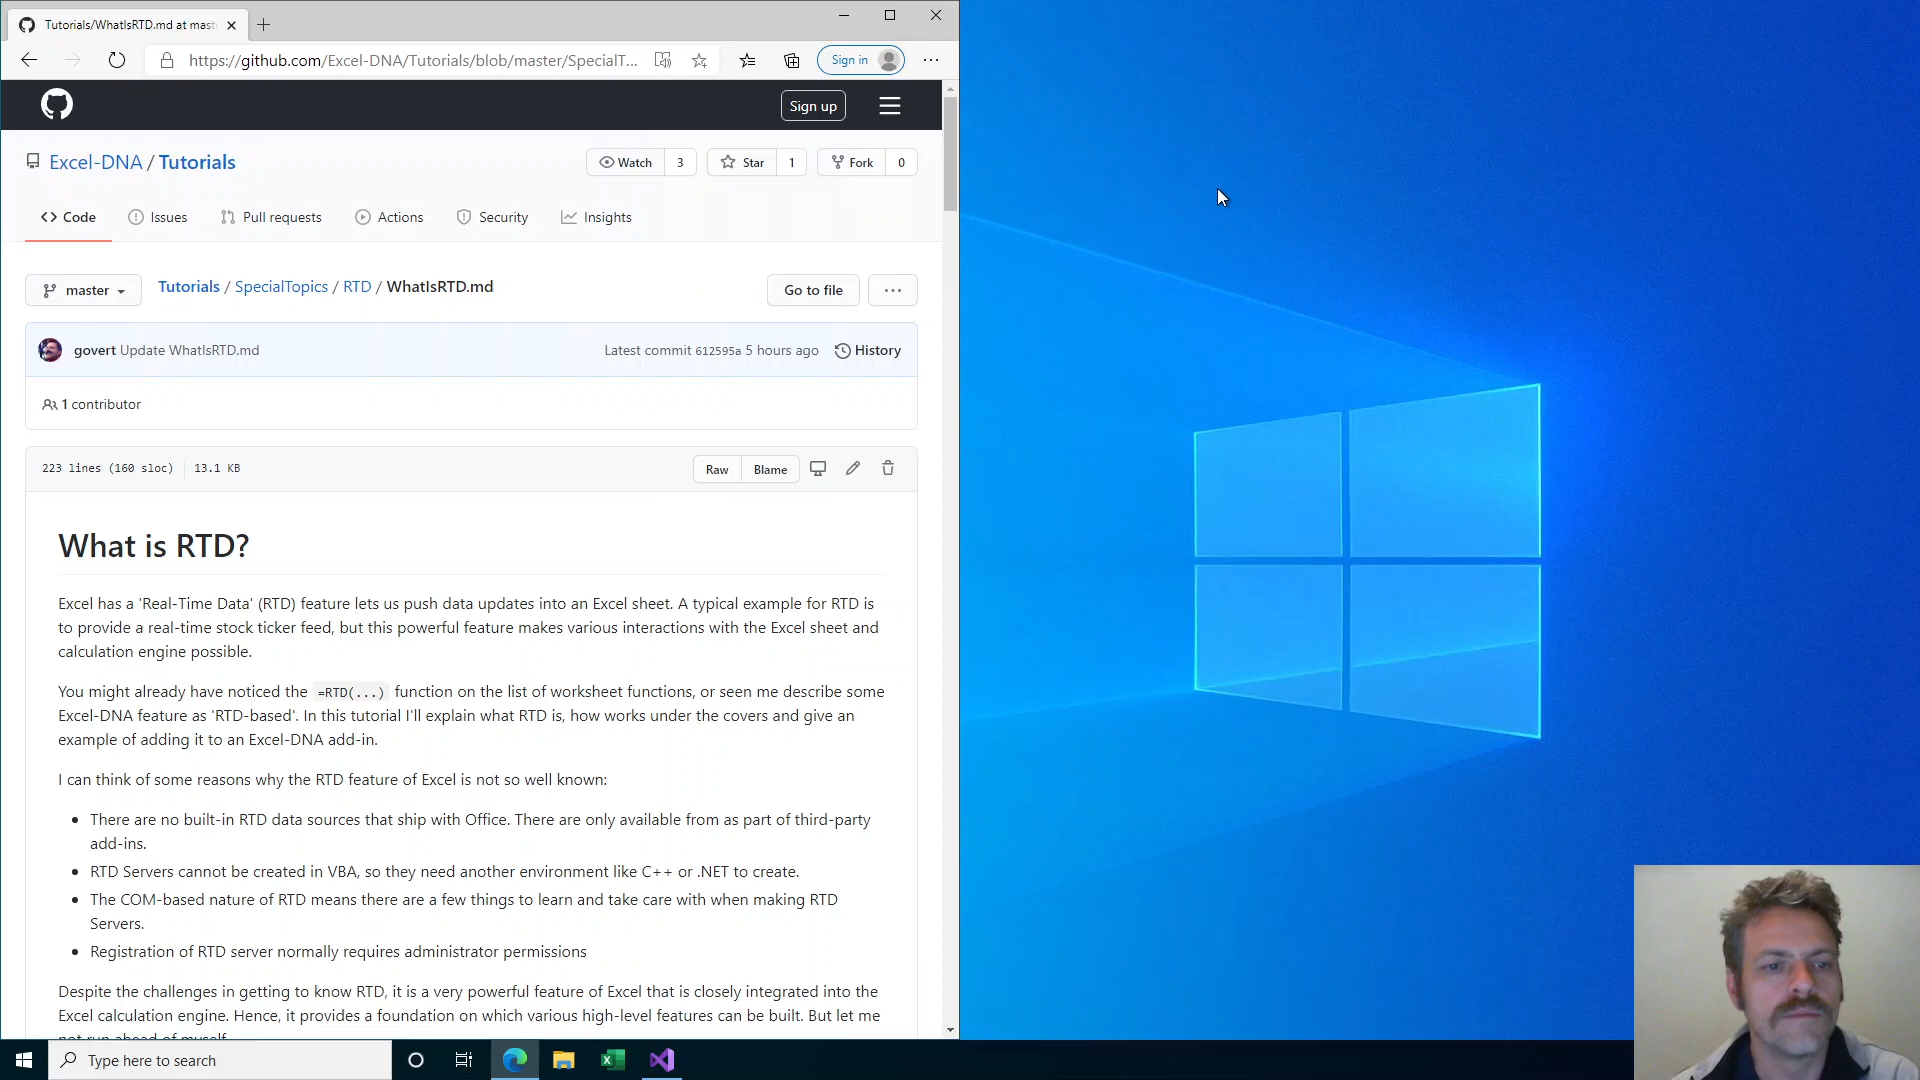 Tutorials/WhatIsRTD.md at mast
https://github.com/Excel-DNA/Tutorials/blob/master/SpecialT...
Sign in
Sign up
Excel-DNA / Tutorials
Watch 3
Star 1
Fork 0
Code
Issues
Pull requests
Actions
Security
Insights
master
Tutorials / SpecialTopics / RTD / WhatIsRTD.md
Go to file
govert Update WhatIsRTD.md
Latest commit 612595a 5 hours ago
History
1 contributor
223 lines (160 sloc) 13.1 KB
Raw
Blame
What is RTD?
Excel has a 'Real-Time Data' (RTD) feature lets us push data updates into an Excel sheet. A typical example for RTD is
to provide a real-time stock ticker feed, but this powerful feature makes various interactions with the Excel sheet and
calculation engine possible.
You might already have noticed the =RTD(...) function on the list of worksheet functions, or seen me describe some
Excel-DNA feature as 'RTD-based'. In this tutorial I'll explain what RTD is, how works under the covers and give an
example of adding it to an Excel-DNA add-in.
I can think of some reasons why the RTD feature of Excel is not so well known:
There are no built-in RTD data sources that ship with Office. There are only available from as part of third-party
add-ins.
RTD Servers cannot be created in VBA, so they need another environment like C++ or .NET to create.
The COM-based nature of RTD means there are a few things to learn and take care with when making RTD
Servers.
Registration of RTD server normally requires administrator permissions
Despite the challenges in getting to know RTD, it is a very powerful feature of Excel that is closely integrated into the
Excel calculation engine. Hence, it provides a foundation on which various high-level features can be built. But let me
not run ahead of myself
Type here to search